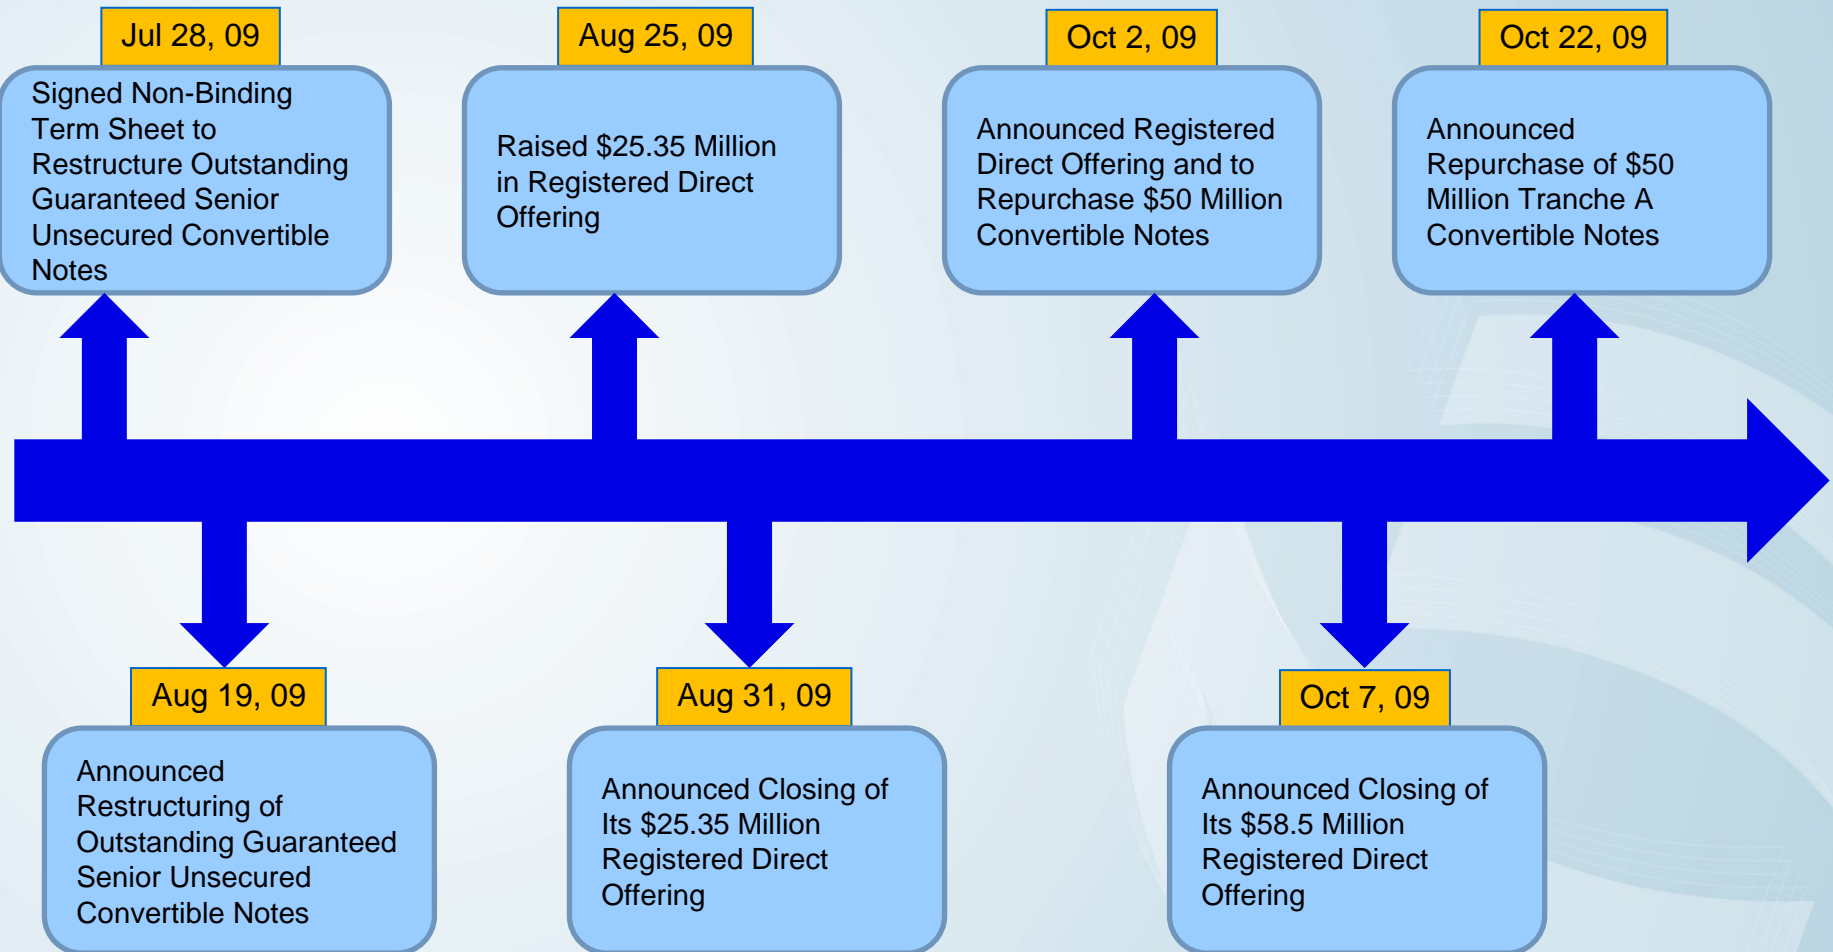 Jul 28, 09
Signed Non-Binding
Term Sheet to
Restructure Outstanding
Guaranteed Senior
Unsecured Convertible
Notes
Aug 25, 09
Raised $25.35 Million
in Registered Direct
Offering
Oct 2, 09
Announced Registered
Direct Offering and to
Repurchase $50 Million
Convertible Notes
Oct 22, 09
Announced
Repurchase of $50
Million Tranche A
Convertible Notes
Aug 19, 09
Announced
Restructuring of
Outstanding Guaranteed
Senior Unsecured
Convertible Notes
Aug 31, 09
Announced Closing of
Its $25.35 Million
Registered Direct
Offering
Oct 7, 09
Announced Closing of
Its $58.5 Million
Registered Direct
Offering